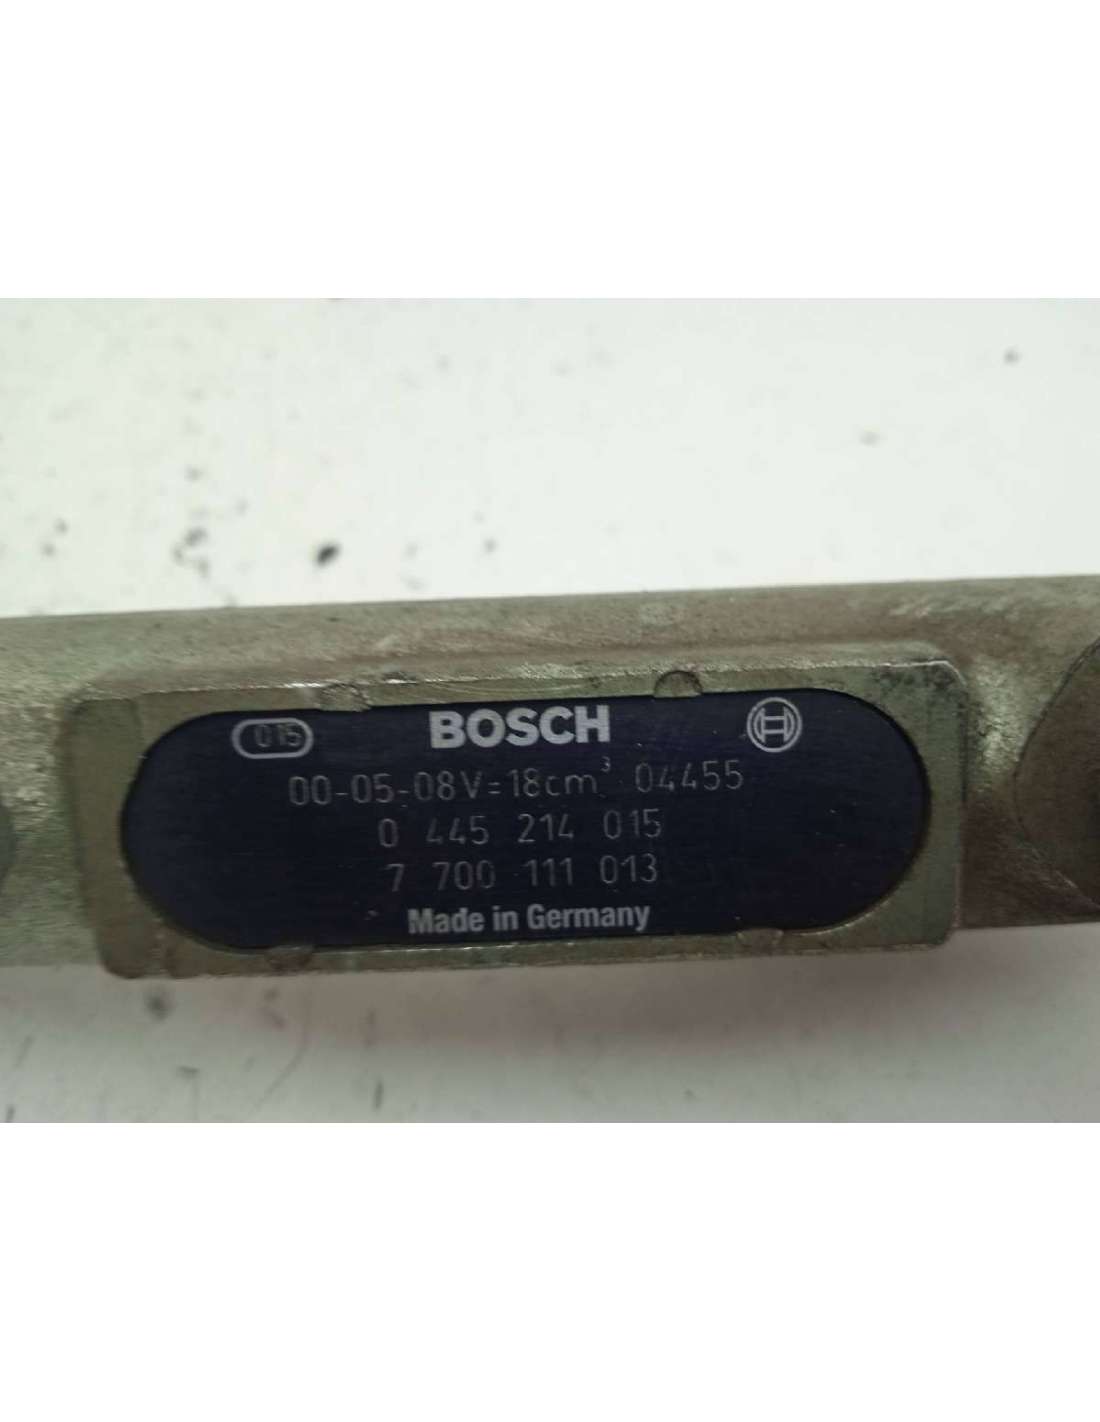 015 BOSCH
00-05-08V=18cm³ 04455
0 445 214 015
7 700 111 013
Made in Germany